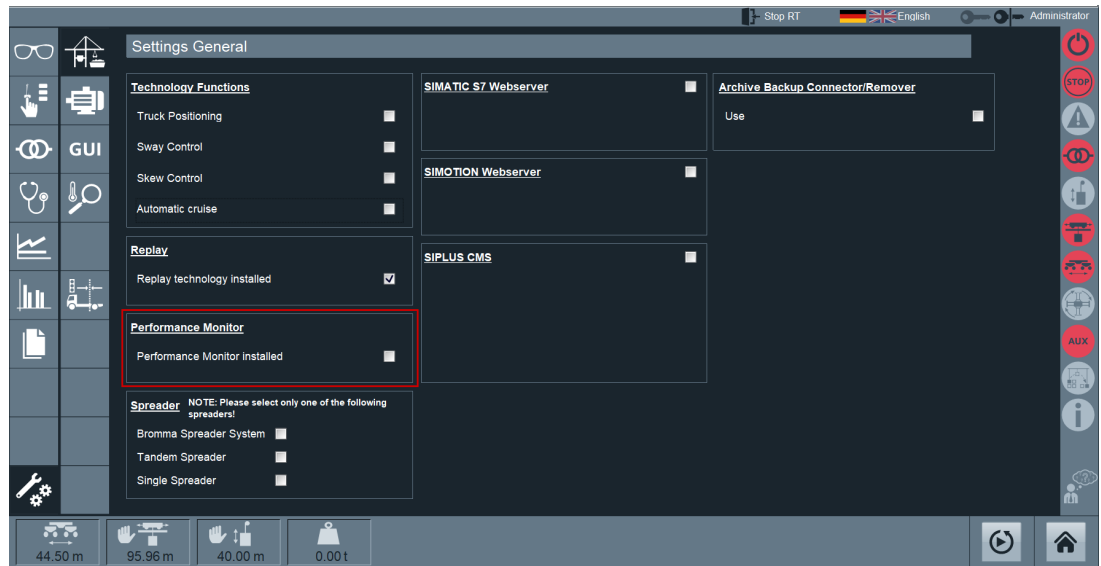 Stop RT
English
Administrator
Settings General
GUI
Technology Functions
Truck Positioning
Sway Control
Skew Control
Automatic cruise
Replay
Replay technology installed
Performance Monitor
Performance Monitor installed
Spreader NOTE: Please select only one of the following
spreaders!
Bromma Spreader System
Tandem Spreader
Single Spreader
SIMATIC S7 Webserver
SIMOTION Webserver
SIPLUS CMS
Archive Backup Connector/Remover
Use
STOP
AUX
44.50 m
95.96 m
40.00 m
0.00 t